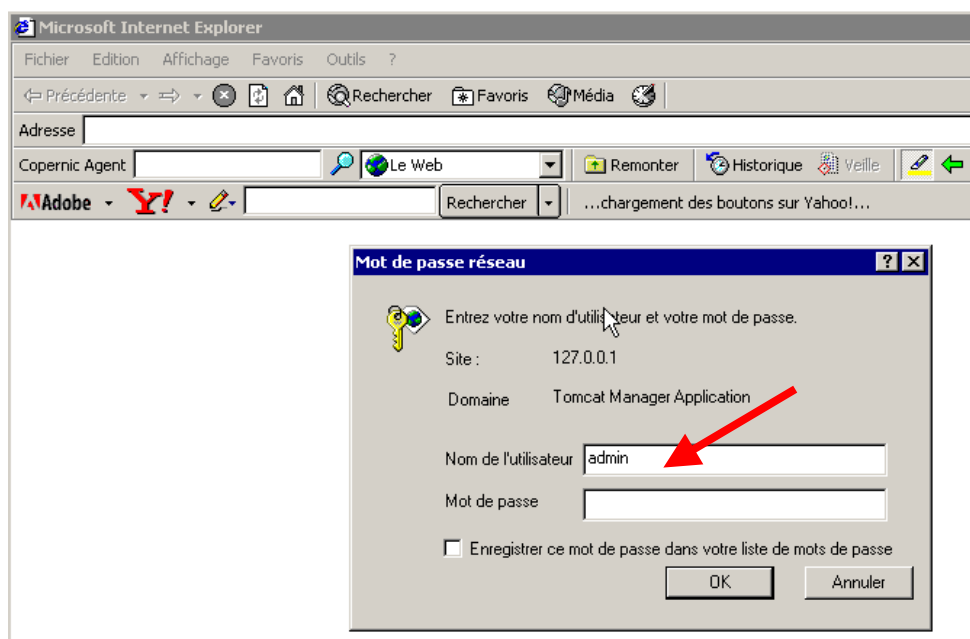 Microsoft Internet Explorer
Fichier Edition Affichage Favoris Outils ?
Précédente Rechercher Favoris Média
Adresse
Copernic Agent Le Web Remonter Historique Veille
Adobe Y! Rechercher ...chargement des boutons sur Yahoo!...
Mot de passe réseau
Entrez votre nom d'utilisateur et votre mot de passe.
Site : 127.0.0.1
Domaine Tomcat Manager Application
Nom de l'utilisateur admin
Mot de passe
Enregistrer ce mot de passe dans votre liste de mots de passe
OK Annuler